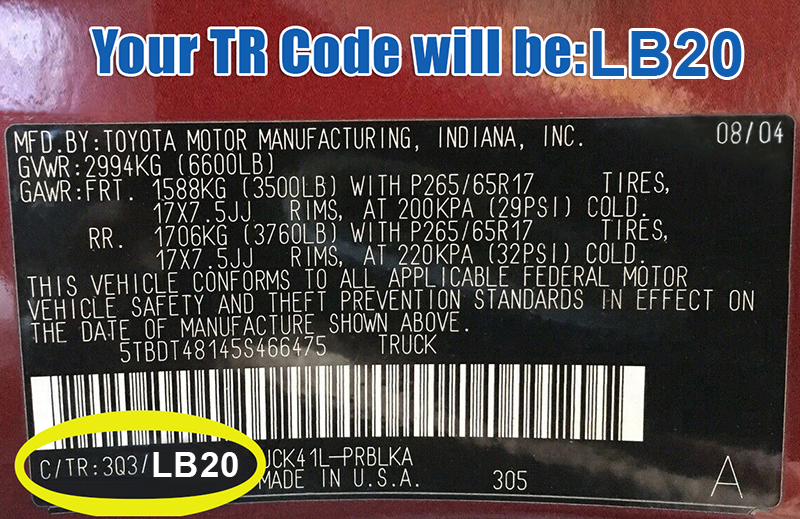 Your TR Code will be:LB20
MFD.BY:TOYOTA MOTOR MANUFACTURING, INDIANA, INC. 08/04
GVWR:2994KG (6600LB)
GAWR:FRT. 1588KG (3500LB) WITH P265/65R17 TIRES,
17X7.5JJ RIMS, AT 200KPA (29PSI) COLD.
RR. 1706KG (3760LB) WITH P265/65R17 TIRES,
17X7.5JJ RIMS, AT 220KPA (32PSI) COLD.
THIS VEHICLE CONFORMS TO ALL APPLICABLE FEDERAL MOTOR
VEHICLE SAFETY AND THEFT PREVENTION STANDARDS IN EFFECT ON
THE DATE OF MANUFACTURE SHOWN ABOVE.
5TBDT48145S466475 TRUCK
C/TR:3Q3/LB20 UCK41L-PRBLKA
MADE IN U.S.A. 305 A